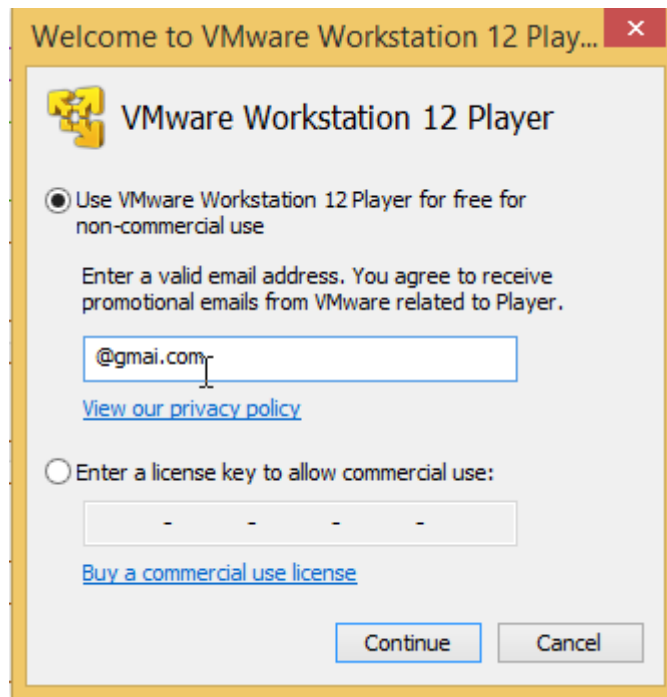 Welcome to VMware Workstation 12 Play...
VMware Workstation 12 Player
Use VMware Workstation 12 Player for free for
non-commercial use
Enter a valid email address. You agree to receive
promotional emails from VMware related to Player.
@gmai.com
View our privacy policy
Enter a license key to allow commercial use:
- - - -
Buy a commercial use license
Continue Cancel